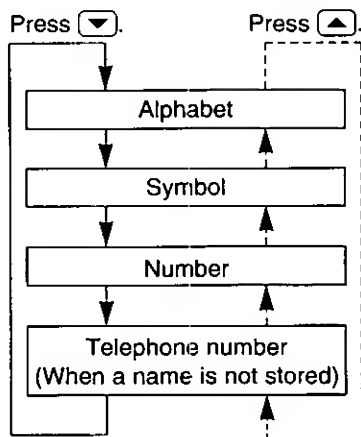 Press ▼. Press ▲.
Alphabet
Symbol
Number
Telephone number
(When a name is not stored)